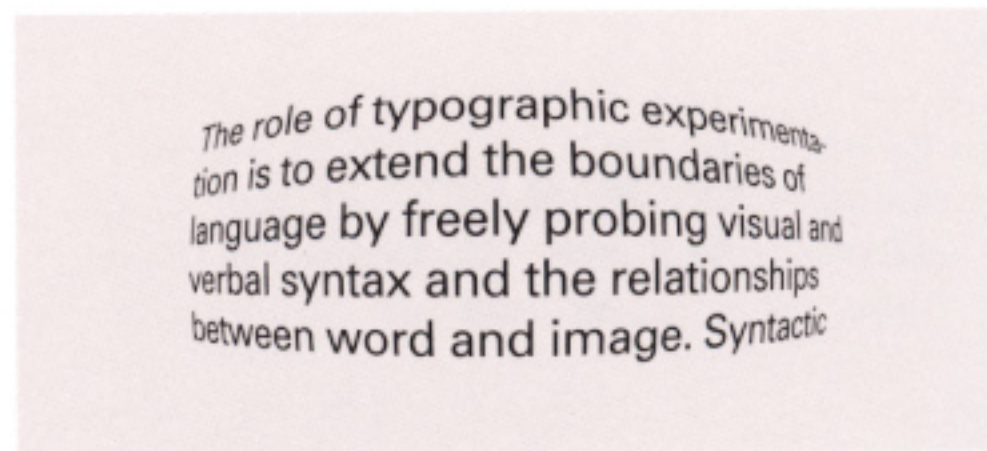 The role of typographic experimenta-
tion is to extend the boundaries of
language by freely probing visual and
verbal syntax and the relationships
between word and image. Syntactic